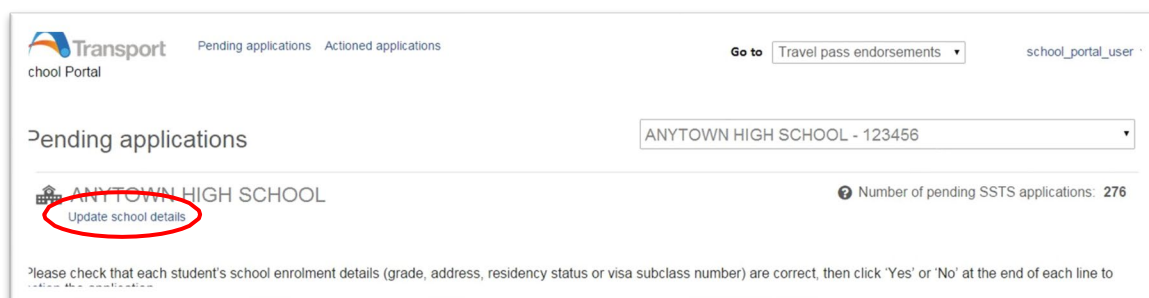 Transport Pending applications Actioned applications Go to Travel pass endorsements school_portal_user
chool Portal
Pending applications ANYTOWN HIGH SCHOOL - 123456
ANYTOWN HIGH SCHOOL ? Number of pending SSTS applications: 276
Update school details
Please check that each student's school enrolment details (grade, address, residency status or visa subclass number) are correct, then click 'Yes' or 'No' at the end of each line to